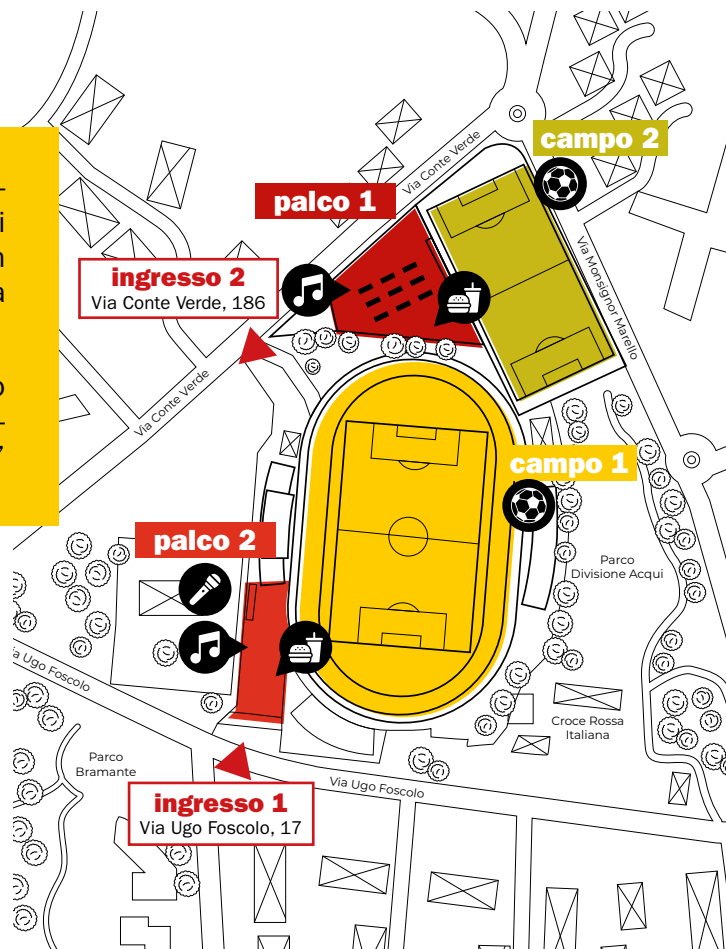 campo 2
Via Conte Verde
palco 1
ingresso 2
Via Conte Verde, 186
Via Monsignor Marello
Via Conte Verde
campo 1
palco 2
Parco
Divisione Acqui
Ugo Foscolo
Croce Rossa
Italiana
Parco
Bramante
Via Ugo Foscolo
ingresso 1
Via Ugo Foscolo, 17